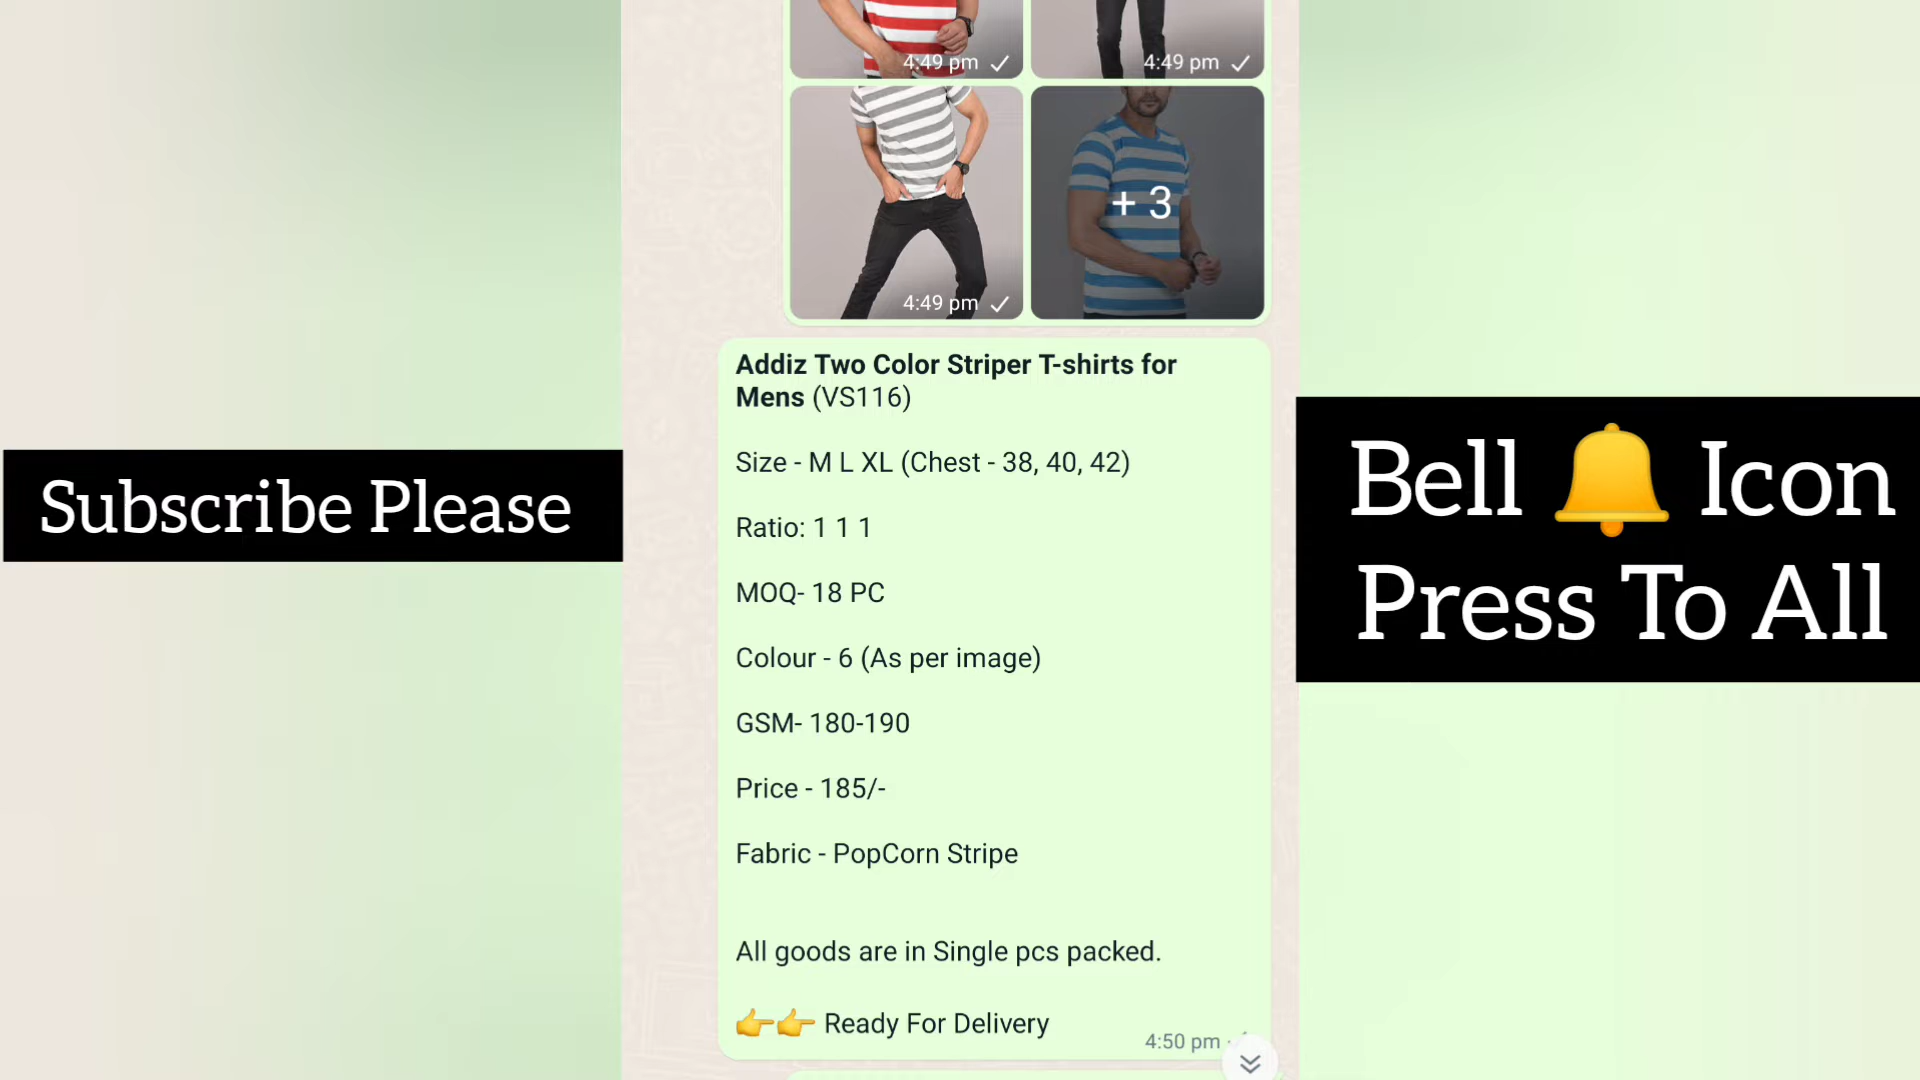 4:49 pm
4:49 pm
4:49 pm
+ 3
Addiz Two Color Striper T-shirts for
Mens (VS116)
Size - M L XL (Chest - 38, 40, 42)
Ratio: 1 1 1
MOQ- 18 PC
Colour - 6 (As per image)
GSM- 180-190
Price - 185/-
Fabric - PopCorn Stripe
All goods are in Single pcs packed.
👉👉 Ready For Delivery
4:50 pm
Subscribe Please
Bell 🔔 Icon
Press To All